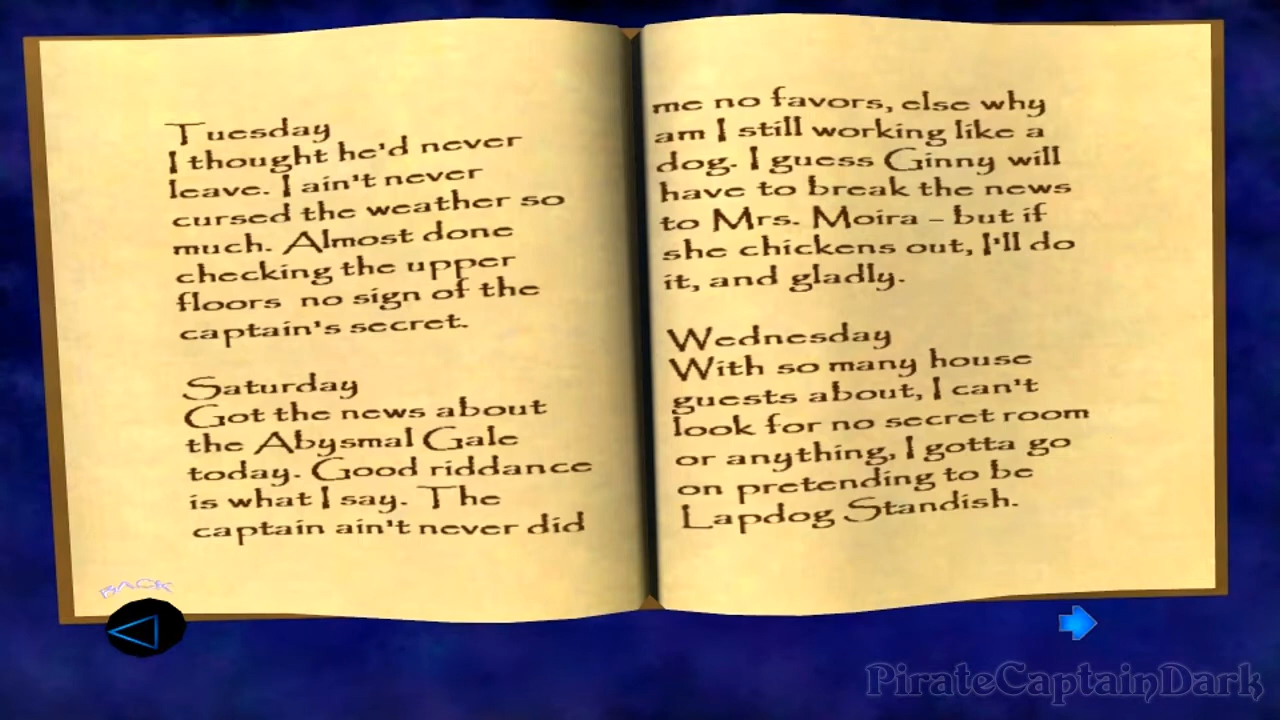 Tuesday
I thought he'd never
leave. I ain't never
cursed the weather so
much. Almost done
checking the upper
floors no sign of the
captain's secret.
Saturday
Got the news about
the Abysmal Gale
today. Good riddance
is what I say. The
captain ain't never did
me no favors, else why
am I still working like a
dog. I guess Ginny will
have to break the news
to Mrs. Moira – but if
she chickens out, I'll do
it, and gladly.
Wednesday
With so many house
guests about, I can't
look for no secret room
or anything, I gotta go
on pretending to be
Lapdog Standish.
BACK
PirateCaptainDark